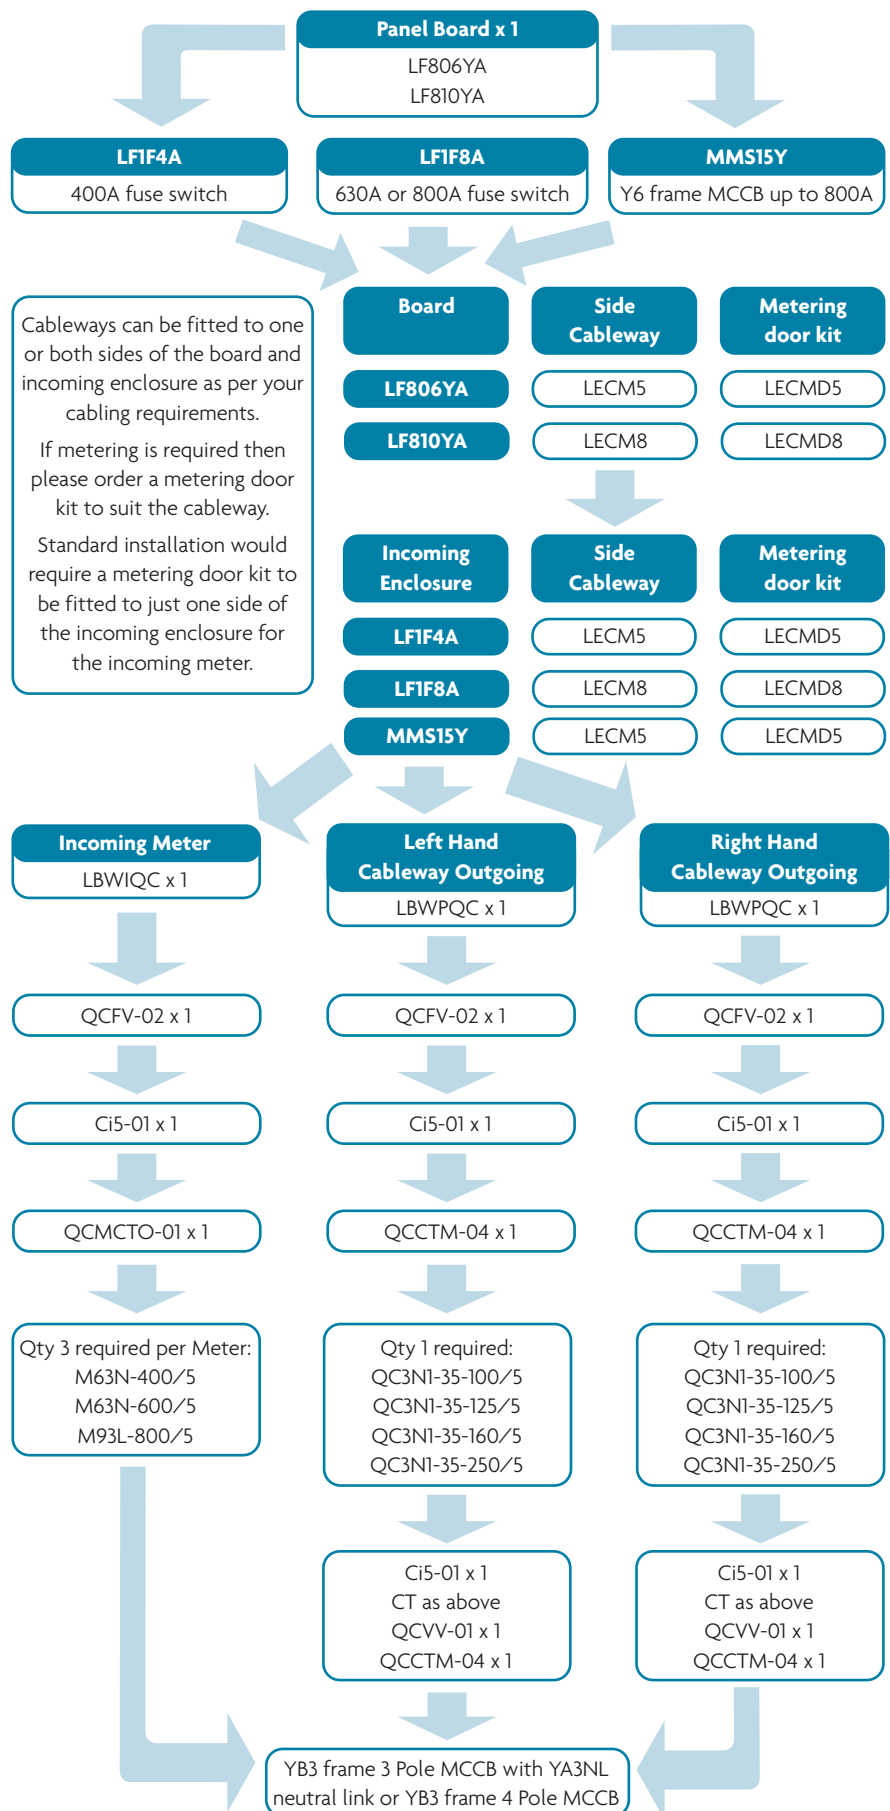 Panel Board x 1
LF806YA
LF810YA
LF1F4A
400A fuse switch
LF1F8A
630A or 800A fuse switch
MMS15Y
Y6 frame MCCB up to 800A
Cableways can be fitted to one
or both sides of the board and
incoming enclosure as per your
cabling requirements.
If metering is required then
please order a metering door
kit to suit the cableway.
Standard installation would
require a metering door kit to
be fitted to just one side of
the incoming enclosure for
the incoming meter.
Board
Side
Cableway
Metering
door kit
LF806YA
LECM5
LECMD5
LF810YA
LECM8
LECMD8
Incoming
Enclosure
Side
Cableway
Metering
door kit
LF1F4A
LECM5
LECMD5
LF1F8A
LECM8
LECMD8
MMS15Y
LECM5
LECMD5
Incoming Meter
LBWIQC x 1
QCFV-02 x 1
Ci5-01 x 1
QCMCTO-01 x 1
Qty 3 required per Meter:
M63N-400/5
M63N-600/5
M93L-800/5
Left Hand
Cableway Outgoing
LBWPQC x 1
QCFV-02 x 1
Ci5-01 x 1
QCCTM-04 x 1
Qty 1 required:
QC3N1-35-100/5
QC3N1-35-125/5
QC3N1-35-160/5
QC3N1-35-250/5
Ci5-01 x 1
CT as above
QCVV-01 x 1
QCCTM-04 x 1
Right Hand
Cableway Outgoing
LBWPQC x 1
QCFV-02 x 1
Ci5-01 x 1
QCCTM-04 x 1
Qty 1 required:
QC3N1-35-100/5
QC3N1-35-125/5
QC3N1-35-160/5
QC3N1-35-250/5
Ci5-01 x 1
CT as above
QCVV-01 x 1
QCCTM-04 x 1
YB3 frame 3 Pole MCCB with YA3NL
neutral link or YB3 frame 4 Pole MCCB